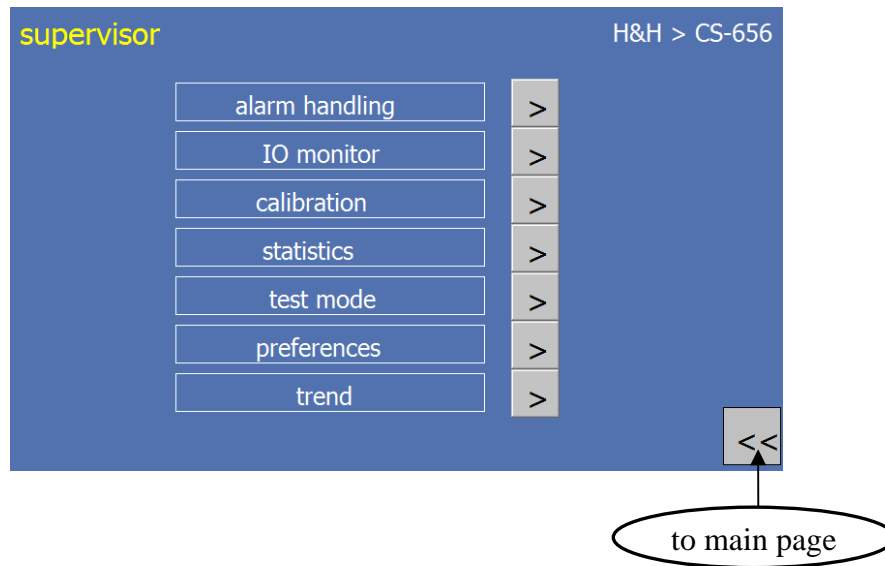 supervisor H&H > CS-656
alarm handling >
IO monitor >
calibration >
statistics >
test mode >
preferences >
trend >
<<
to main page